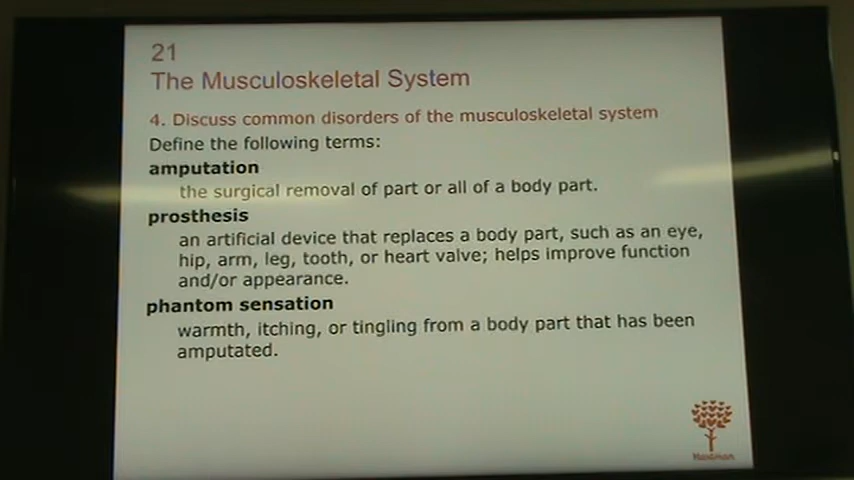 21
The Musculoskeletal System
4. Discuss common disorders of the musculoskeletal system
Define the following terms:
amputation
the surgical removal of part or all of a body part.
prosthesis
an artificial device that replaces a body part, such as an eye,
hip, arm, leg, tooth, or heart valve; helps improve function
and/or appearance.
phantom sensation
warmth, itching, or tingling from a body part that has been
amputated.
Hartman